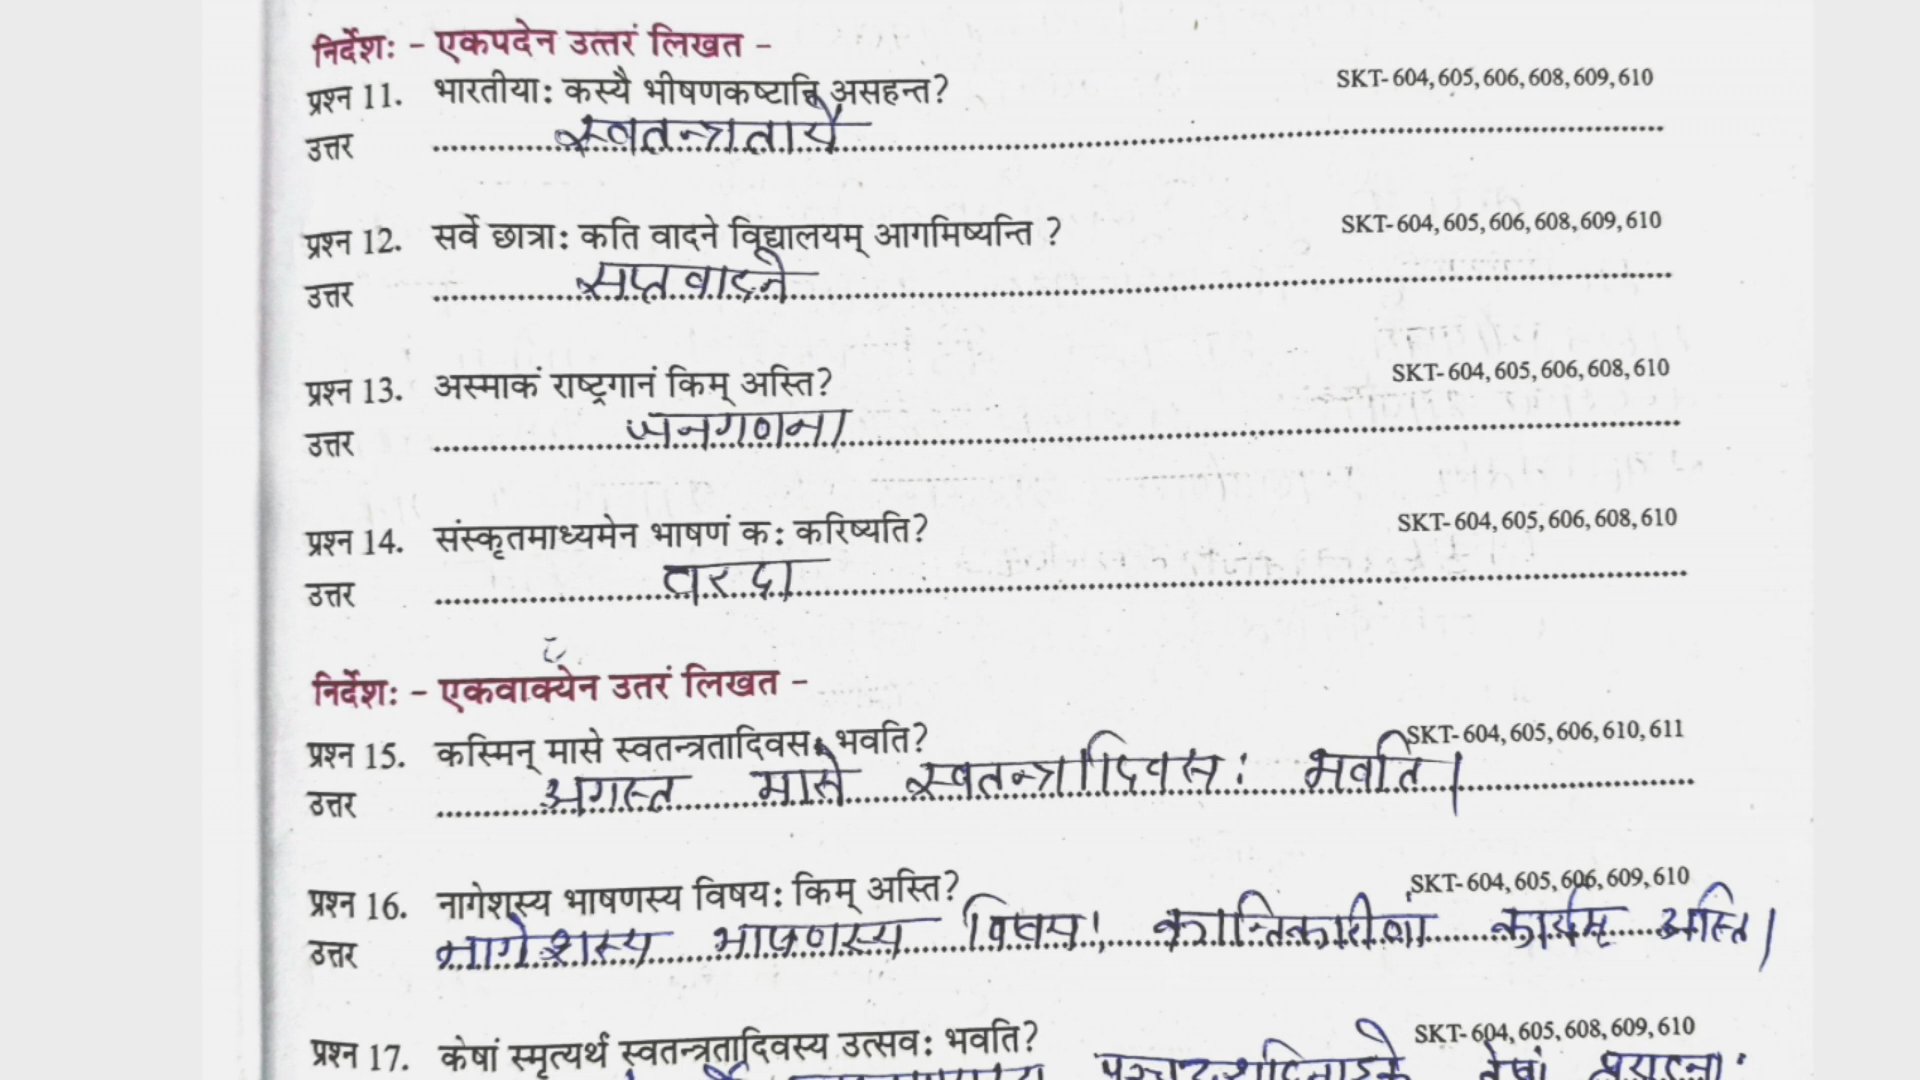 निर्देश: - एकपदेन उत्तरं लिखत -
प्रश्न 11. भारतीया: कस्यै भीषणकष्टानि असहन्त? SKT- 604, 605, 606, 608, 609, 610
उत्तर स्वतन्त्रतायै
प्रश्न 12. सर्वे छात्रा: कति वादने विद्यालयम् आगमिष्यन्ति ? SKT- 604, 605, 606, 608, 609, 610
उत्तर सप्तवादने
प्रश्न 13. अस्माकं राष्ट्रगानं किम् अस्ति? SKT- 604, 605, 606, 608, 610
उत्तर जनगणमना
प्रश्न 14. संस्कृतमाध्यमेन भाषणं क: करिष्यति? SKT- 604, 605, 606, 608, 610
उत्तर वरदा
निर्देश: - एकवाक्येन उतरं लिखत -
प्रश्न 15. कस्मिन् मासे स्वतन्त्रतादिवस: भवति? SKT- 604, 605, 606, 610, 611
उत्तर अगस्त मासे स्वतन्त्रादिवस: भवति।
प्रश्न 16. नागेशस्य भाषणस्य विषय: किम् अस्ति? SKT- 604, 605, 606, 609, 610
उत्तर नागेशस्य भाषणस्य विषय: क्रान्तिकारीणां कार्यम् अस्ति।
प्रश्न 17. केषां स्मृत्यर्थं स्वतन्त्रतादिवस्य उत्सव: भवति? SKT- 604, 605, 608, 609, 610